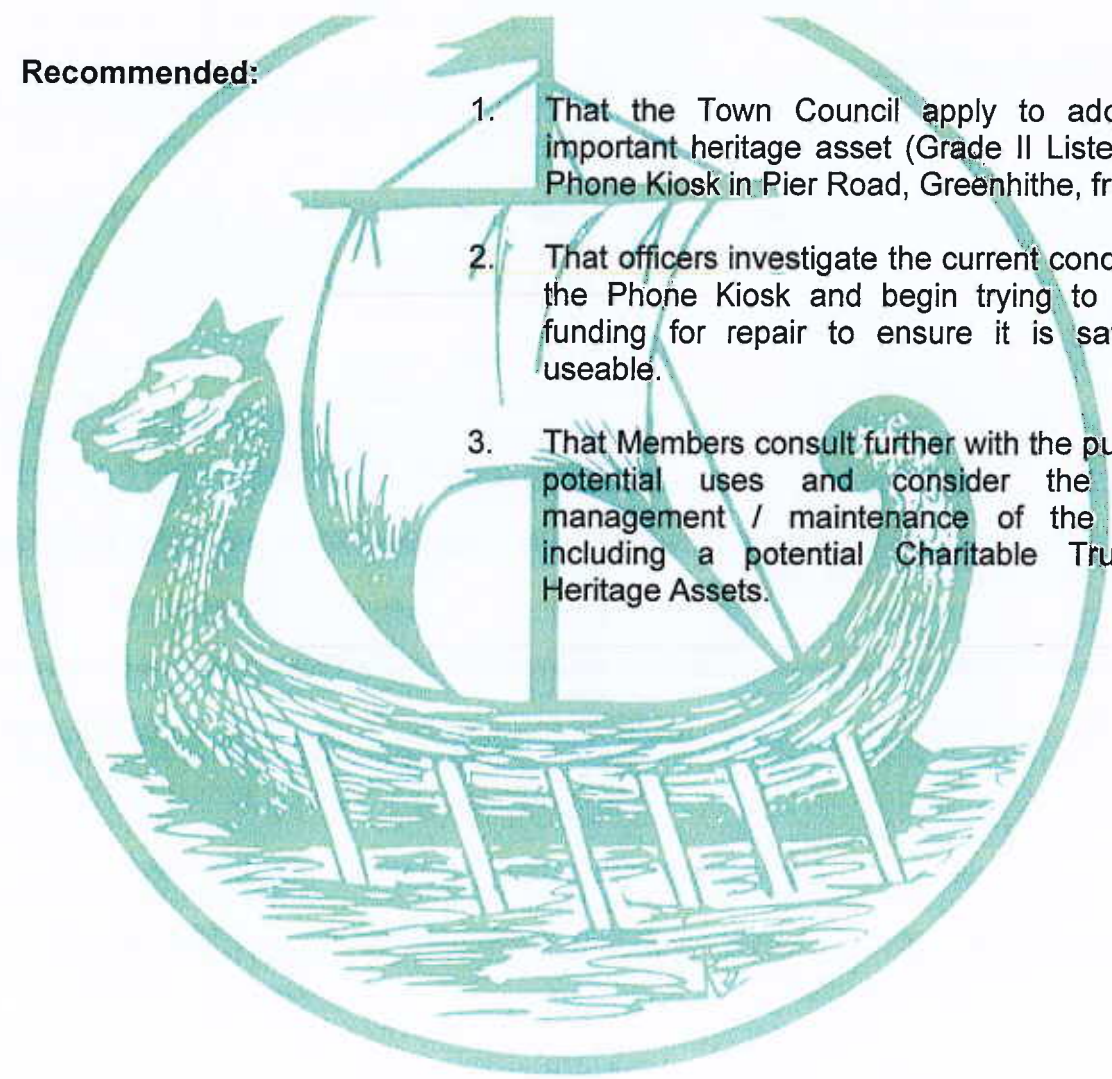 Recommended:
1. That the Town Council apply to
important heritage asset (Grade II Liste
Phone Kiosk in Pier Road, Greenhithe, fr
2. That officers investigate the current
the Phone Kiosk and begin trying to
funding for repair to ensure it is sa
useable.
3. That Members consult further with the pu
potential uses and consider the
management / maintenance of the
including a potential Charitable Tru
Heritage Assets.